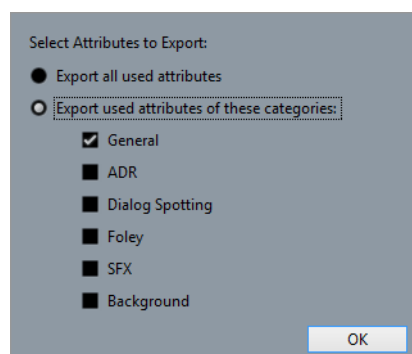 Select Attributes to Export:
Export all used attributes
Export used attributes of these categories:
General
ADR
Dialog Spotting
Foley
SFX
Background
OK